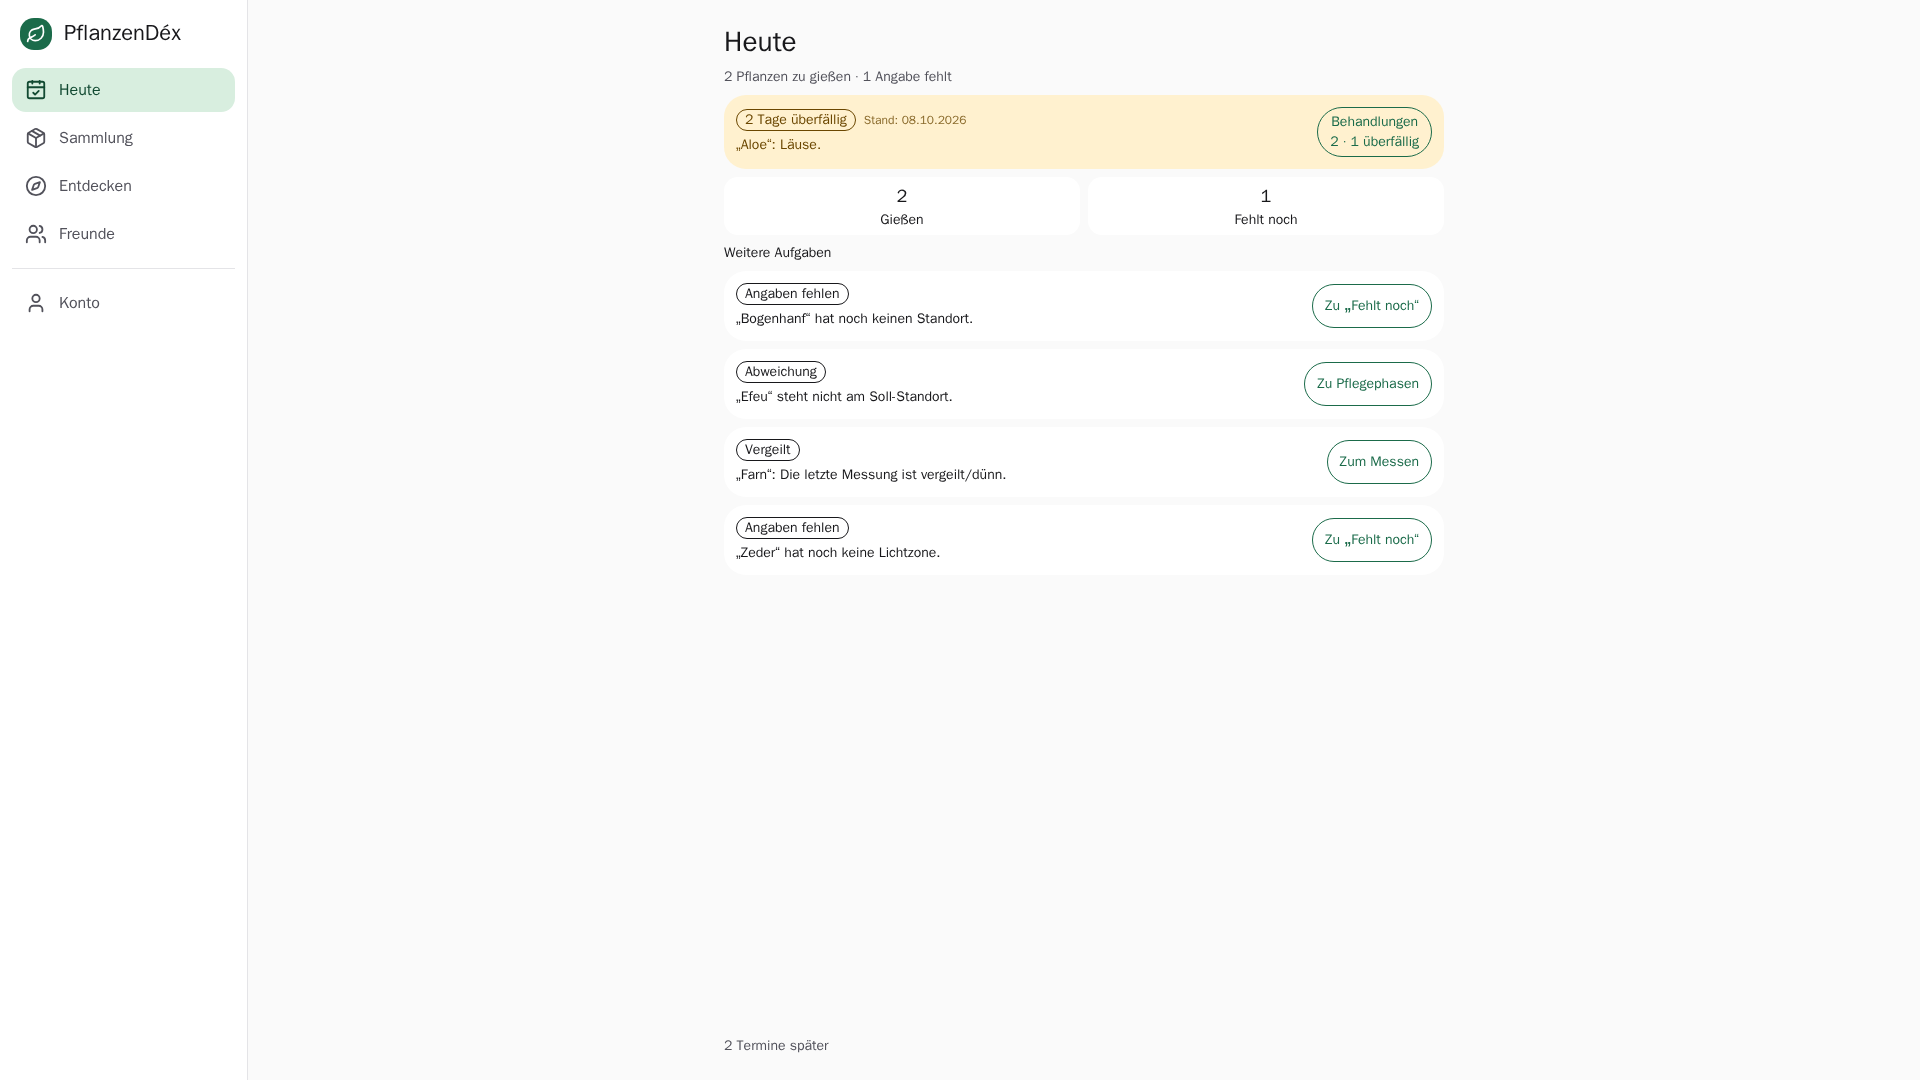 PflanzenDéx
Heute
Sammlung
Entdecken
Freunde
Konto
Heute
2 Pflanzen zu gießen · 1 Angabe fehlt
2 Tage überfällig Stand: 08.10.2026
„Aloe“: Läuse.
Behandlungen
2 · 1 überfällig
2
Gießen
1
Fehlt noch
Weitere Aufgaben
Angaben fehlen
„Bogenhanf“ hat noch keinen Standort.
Zu „Fehlt noch“
Abweichung
„Efeu“ steht nicht am Soll-Standort.
Zu Pflegephasen
Vergeilt
„Farn“: Die letzte Messung ist vergeilt/dünn.
Zum Messen
Angaben fehlen
„Zeder“ hat noch keine Lichtzone.
Zu „Fehlt noch“
2 Termine später